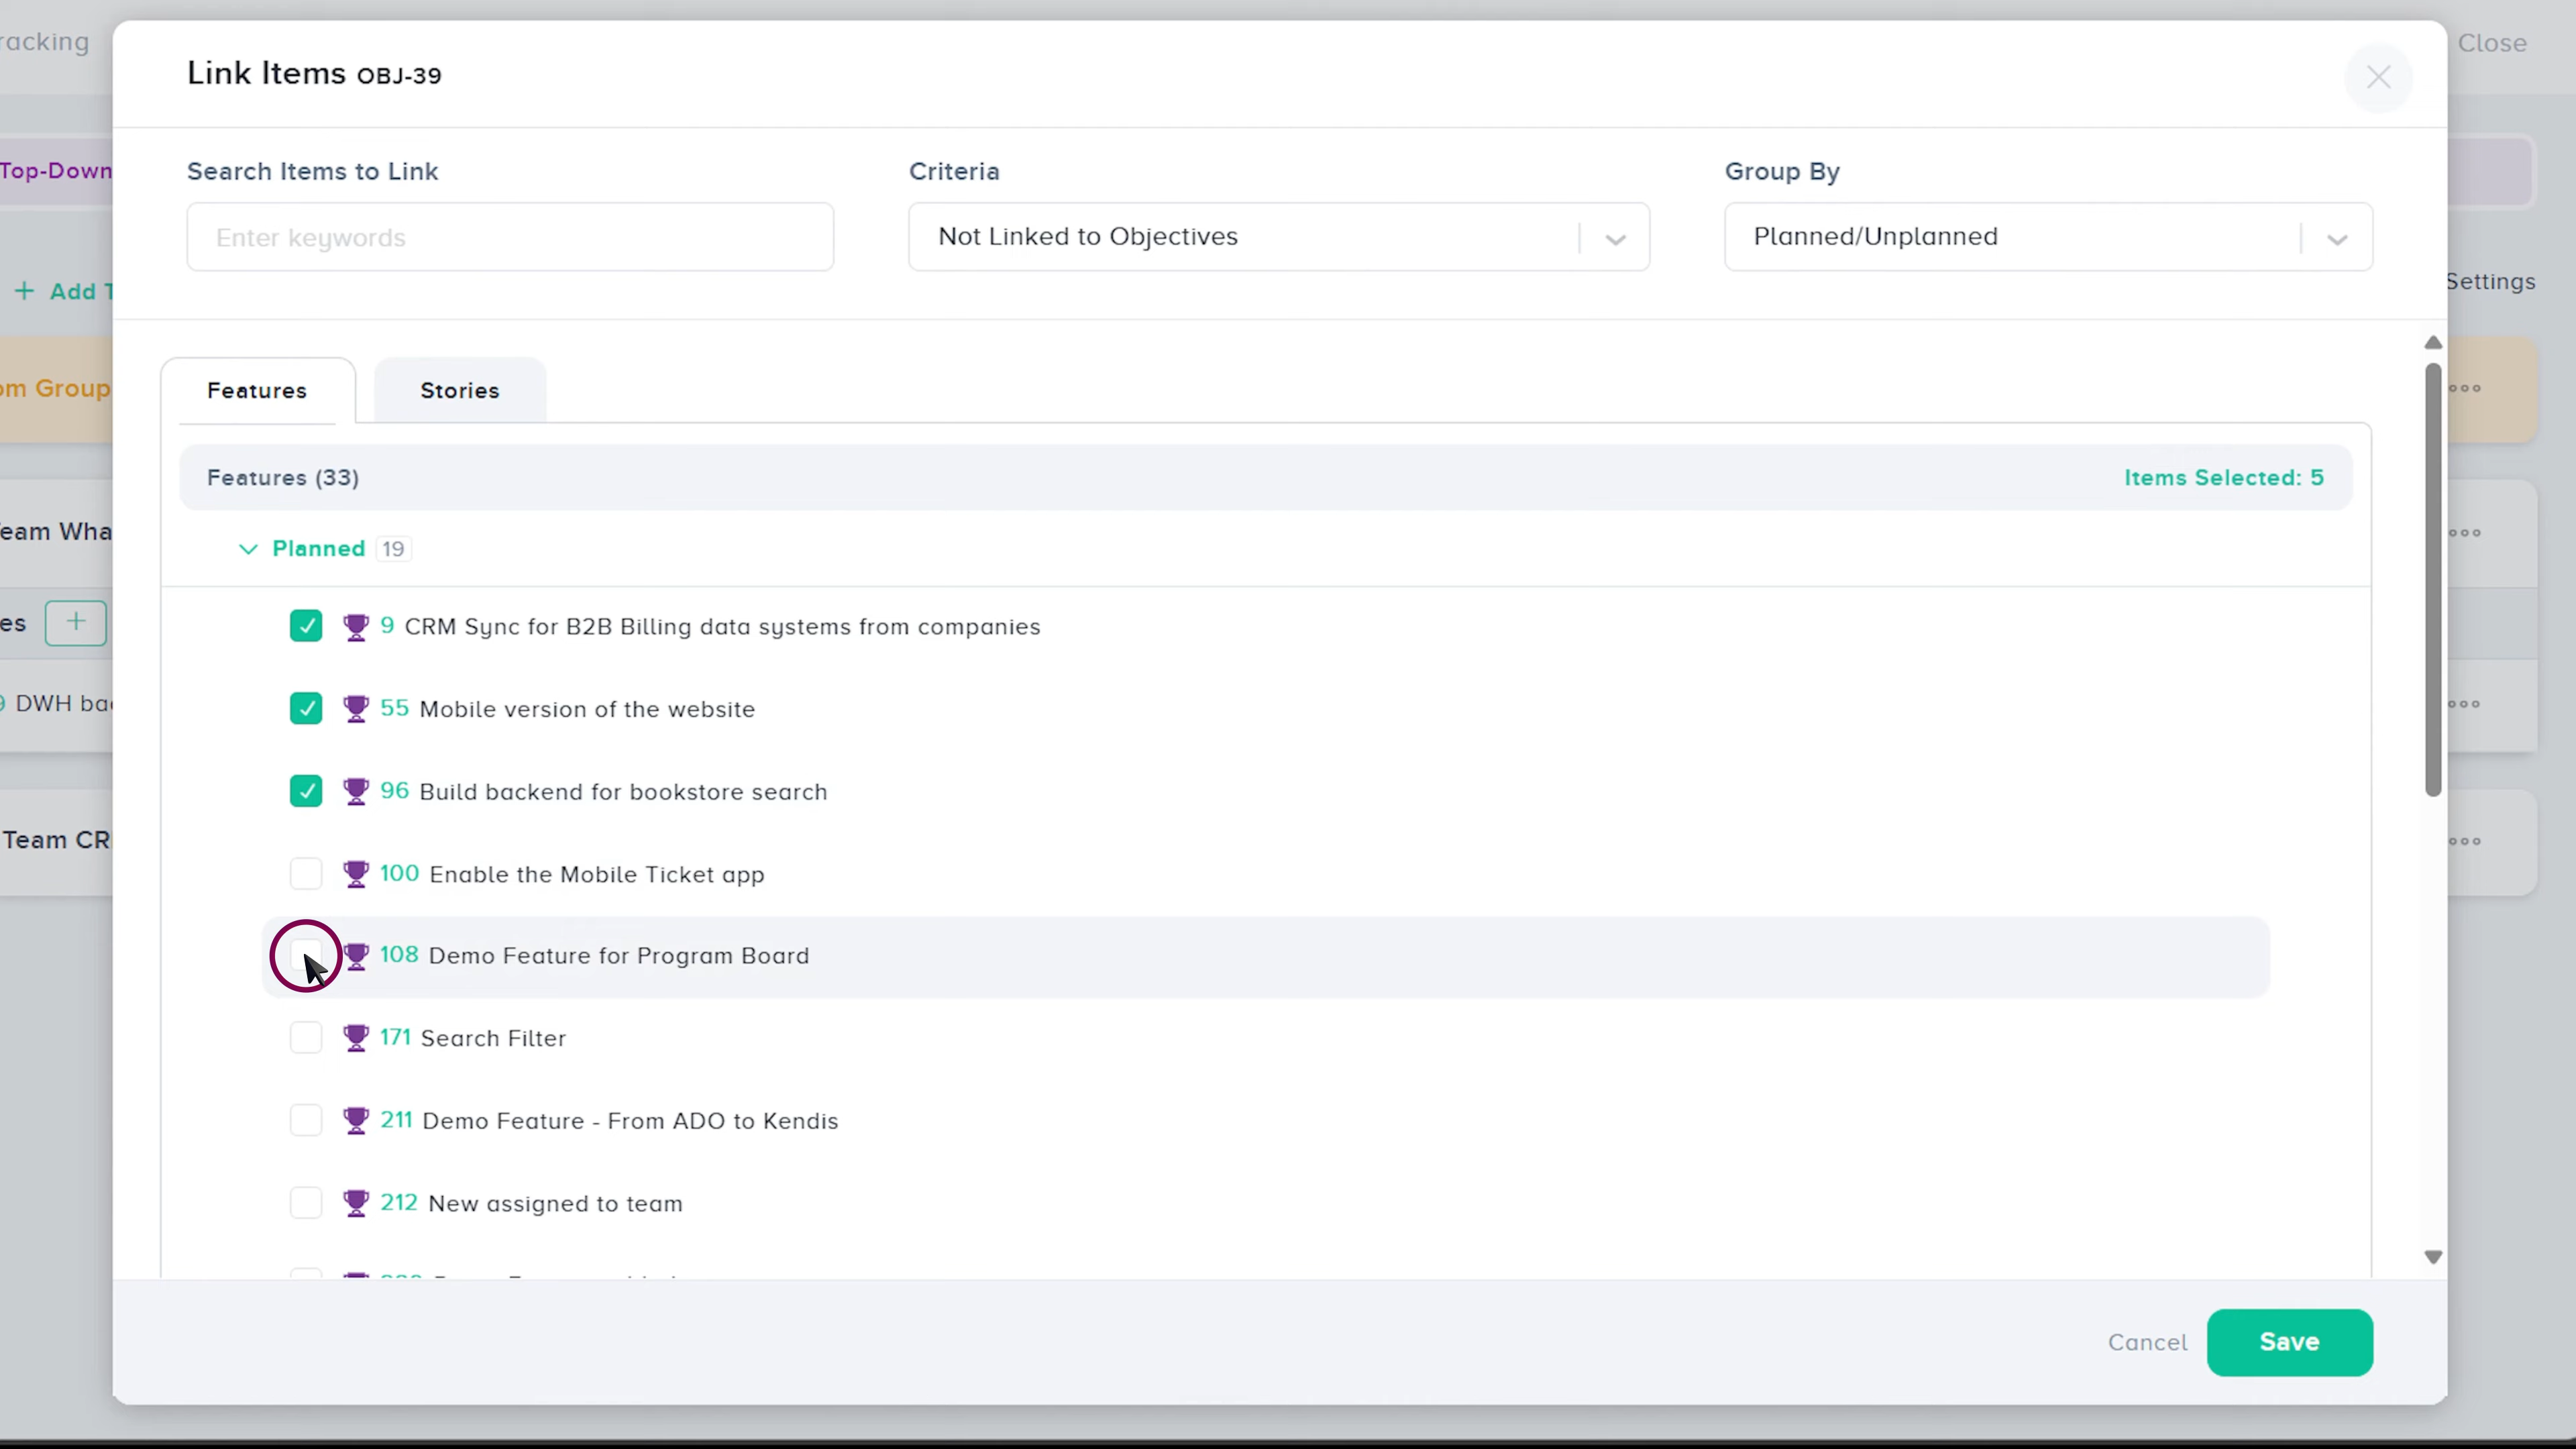 racking
Close
Link Items OBJ-39
Top-Down
Search Items to Link
Criteria
Group By
Enter keywords
Not Linked to Objectives
Planned/Unplanned
+ Add T
Settings
om Group
Features
Stories
Features (33)
Items Selected: 5
eam Wha
Planned 19
es
9 CRM Sync for B2B Billing data systems from companies
9 DWH bac
55 Mobile version of the website
96 Build backend for bookstore search
Team CR
100 Enable the Mobile Ticket app
108 Demo Feature for Program Board
171 Search Filter
211 Demo Feature - From ADO to Kendis
212 New assigned to team
Cancel
Save